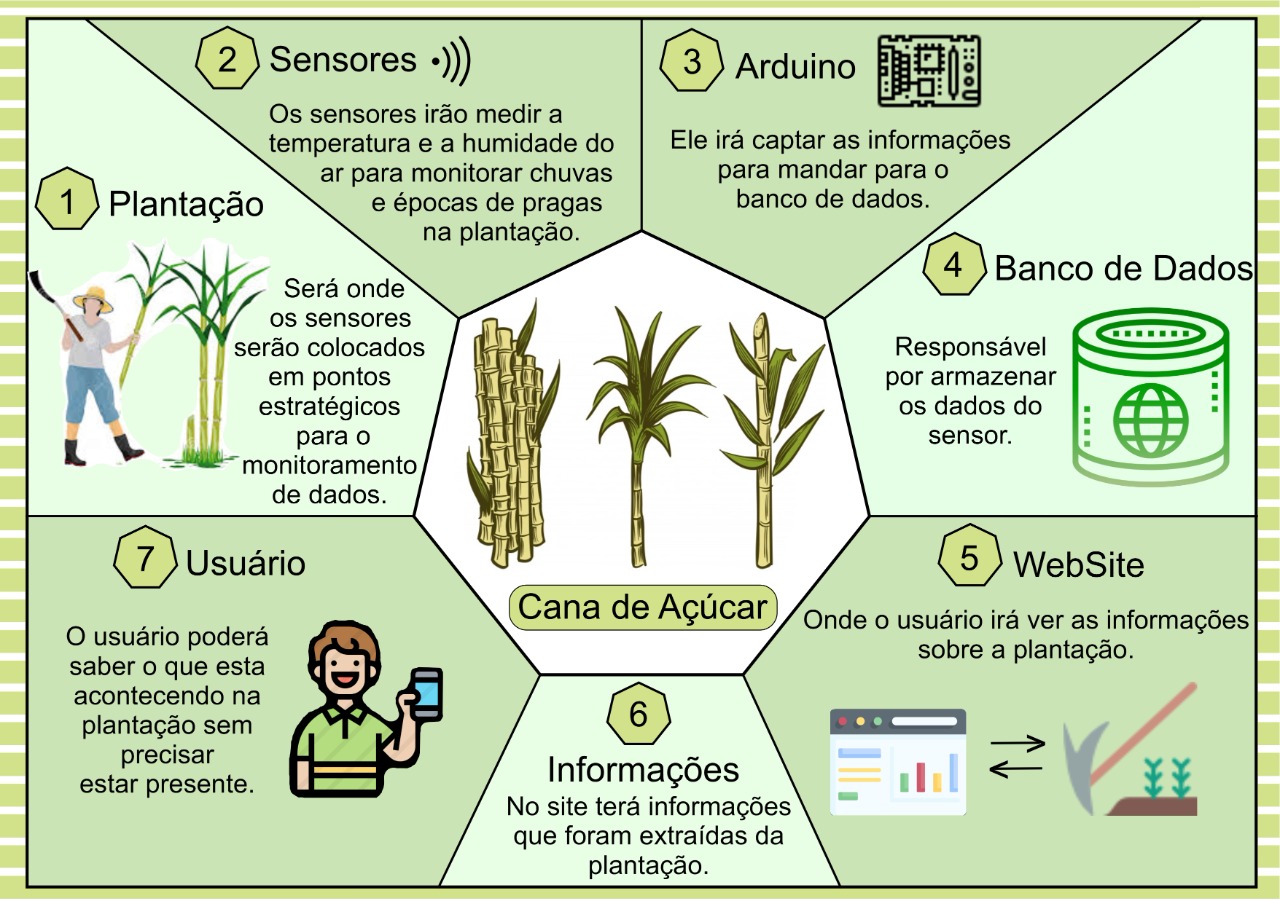 1
Plantação
Será onde
os sensores
serão colocados
em pontos
estratégicos
para o
monitoramento
de dados.
2
Sensores
Os sensores irão medir a
temperatura e a humidade do
ar para monitorar chuvas
e épocas de pragas
na plantação.
3
Arduino
Ele irá captar as informações
para mandar para o
banco de dados.
4
Banco de Dados
Responsável
por armazenar
os dados do
sensor.
5
WebSite
Onde o usuário irá ver as informações
sobre a plantação.
6
Informações
No site terá informações
que foram extraídas da
plantação.
7
Usuário
O usuário poderá
saber o que esta
acontecendo na
plantação sem
precisar
estar presente.
Cana de Açúcar